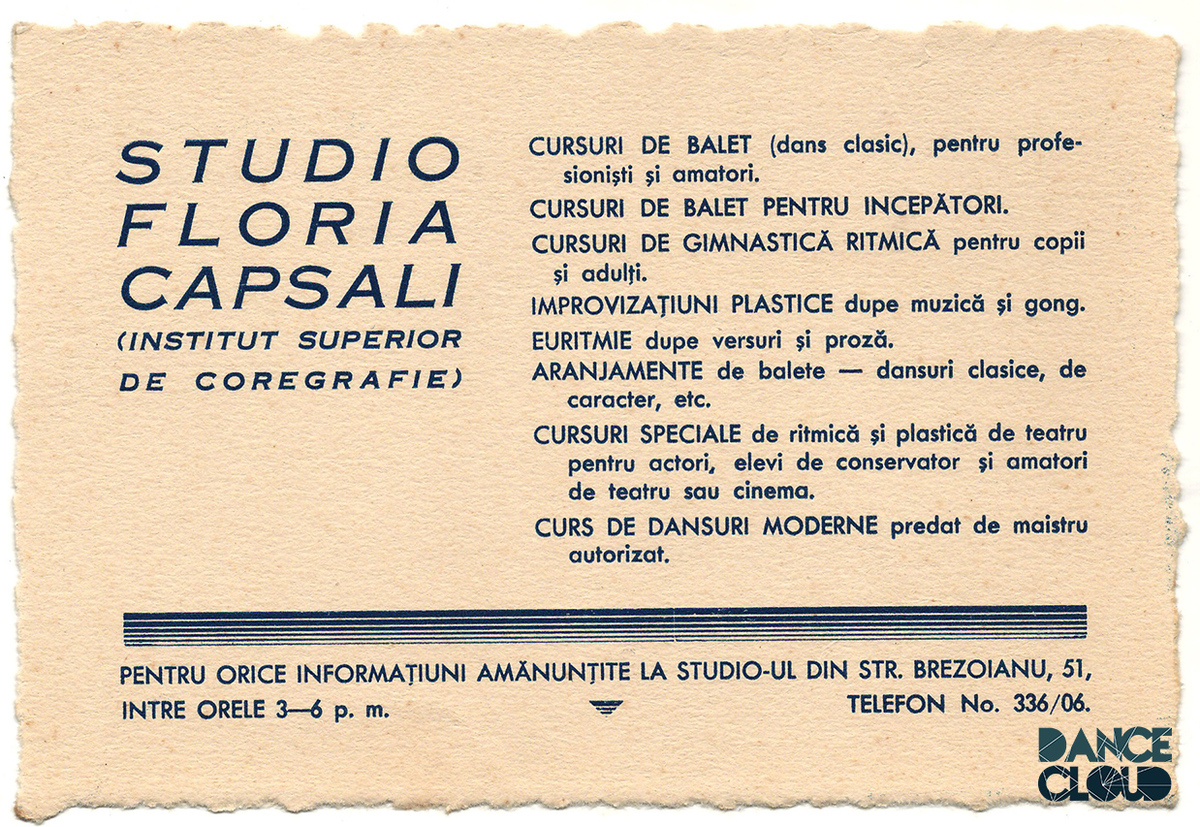 STUDIO
FLORIA
CAPSALI
(INSTITUT SUPERIOR
DE COREGRAFIE)
CURSURI DE BALET (dans clasic), pentru profe-
sioniști și amatori.
CURSURI DE BALET PENTRU INCEPĂTORI.
CURSURI DE GIMNASTICĂ RITMICĂ pentru copii
și adulți.
IMPROVIZAȚIUNI PLASTICE dupe muzică și gong.
EURITMIE dupe versuri și proză.
ARANJAMENTE de balete — dansuri clasice, de
caracter, etc.
CURSURI SPECIALE de ritmică și plastică de teatru
pentru actori, elevi de conservator și amatori
de teatru sau cinema.
CURS DE DANSURI MODERNE predat de maistru
autorizat.
PENTRU ORICE INFORMAȚIUNI AMĂNUNȚITE LA STUDIO-UL DIN STR. BREZOIANU, 51,
INTRE ORELE 3—6 p. m.
TELEFON No. 336/06.
DANCE
CLOUD